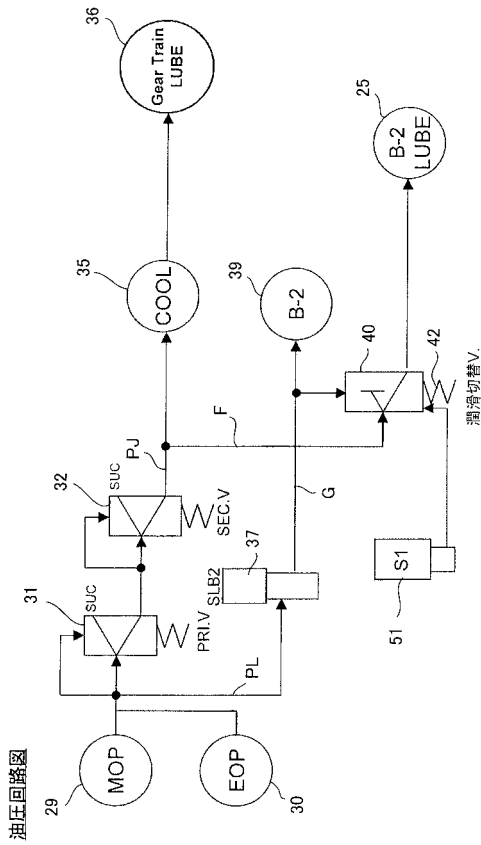 油圧回路図
29
MOP
EOP
30
31
SUC
PRI.V
PL
32
SUC
SEC.V
PJ
F
SLB2
37
G
35
COOL
36
Gear Train
LUBE
39
B-2
40
42
潤滑切替V.
S1
51
25
B-2
LUBE